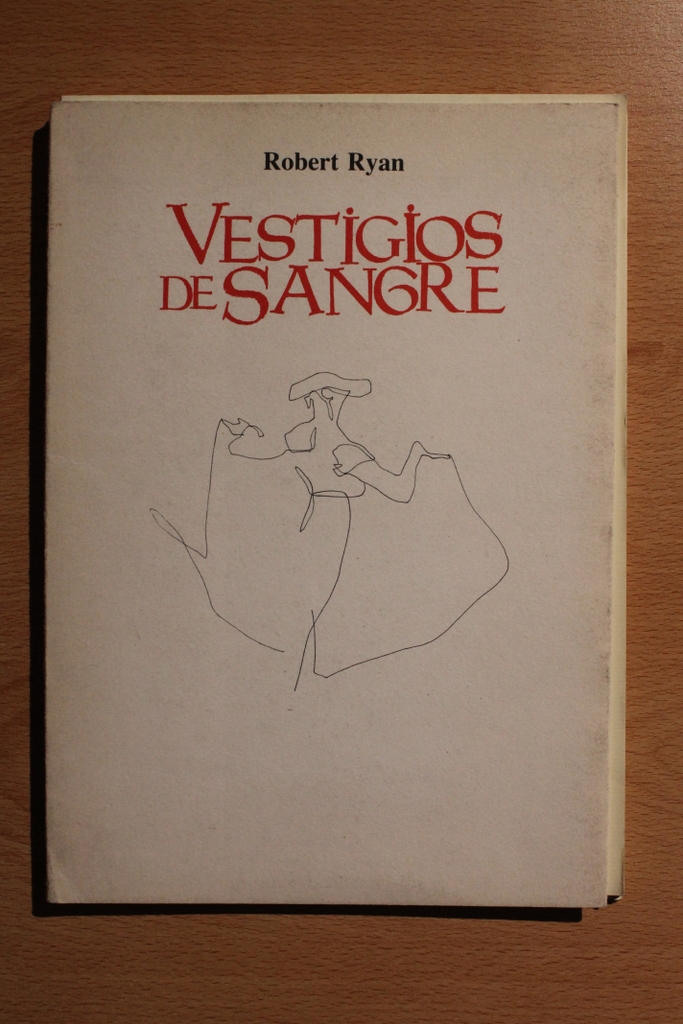 Robert Ryan
VESTIGIOS
DE SANGRE